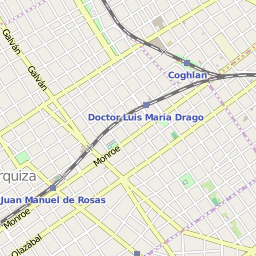 Galván
Galván
Coghlan
Doctor Luis María Drago
Monroe
rquiza
Juan Manuel de Rosas
Monroe
Olazábal